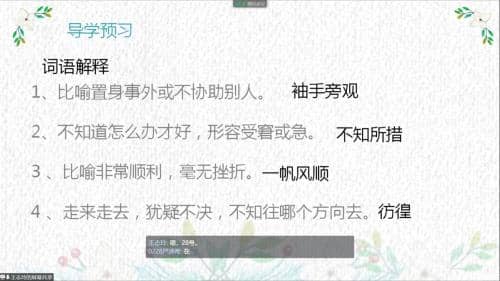 导学预习
词语解释
1、比喻置身事外或不协助别人。 袖手旁观
2、不知道怎么办才好，形容受窘或急。 不知所措
3 、比喻非常顺利，毫无挫折。 一帆风顺
4 、走来走去，犹疑不决，不知往哪个方向去。 彷徨